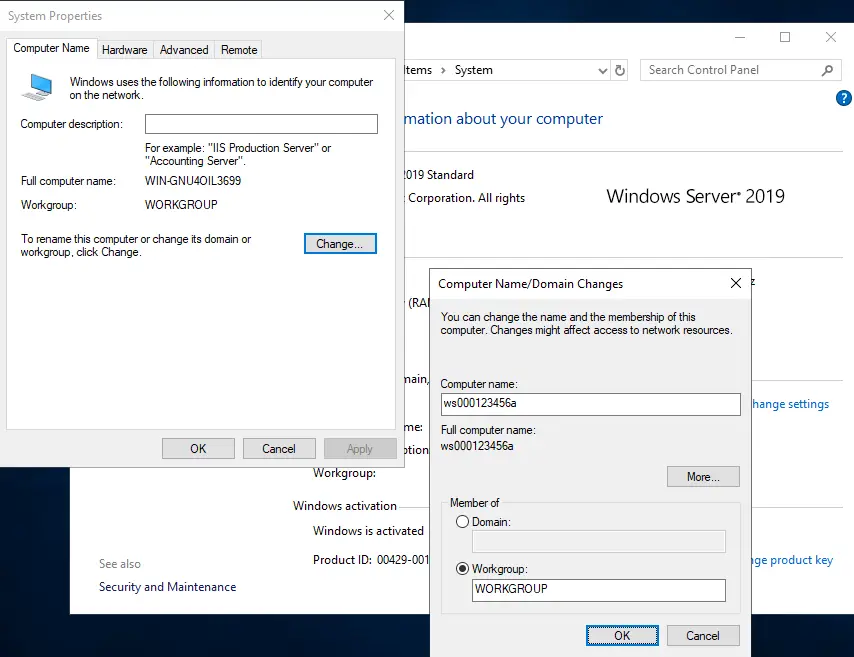 System Properties
Computer Name
Hardware
Advanced
Remote
Windows uses the following information to identify your computer
on the network.
Computer description:
For example: "IIS Production Server" or
"Accounting Server".
Full computer name:
WIN-GNU4OIL3699
Workgroup:
WORKGROUP
To rename this computer or change its domain or
workgroup, click Change.
Change...
OK
Cancel
Apply
Items
System
Search Control Panel
?
mation about your computer
2019 Standard
Corporation. All rights
Windows Server® 2019
(RA
z
main,
hange settings
me:
ption
Workgroup:
Windows activation
Windows is activated
Product ID: 00429-001
ge product key
See also
Security and Maintenance
Computer Name/Domain Changes
You can change the name and the membership of this
computer. Changes might affect access to network resources.
Computer name:
ws000123456a
Full computer name:
ws000123456a
More...
Member of
Domain:
Workgroup:
WORKGROUP
OK
Cancel